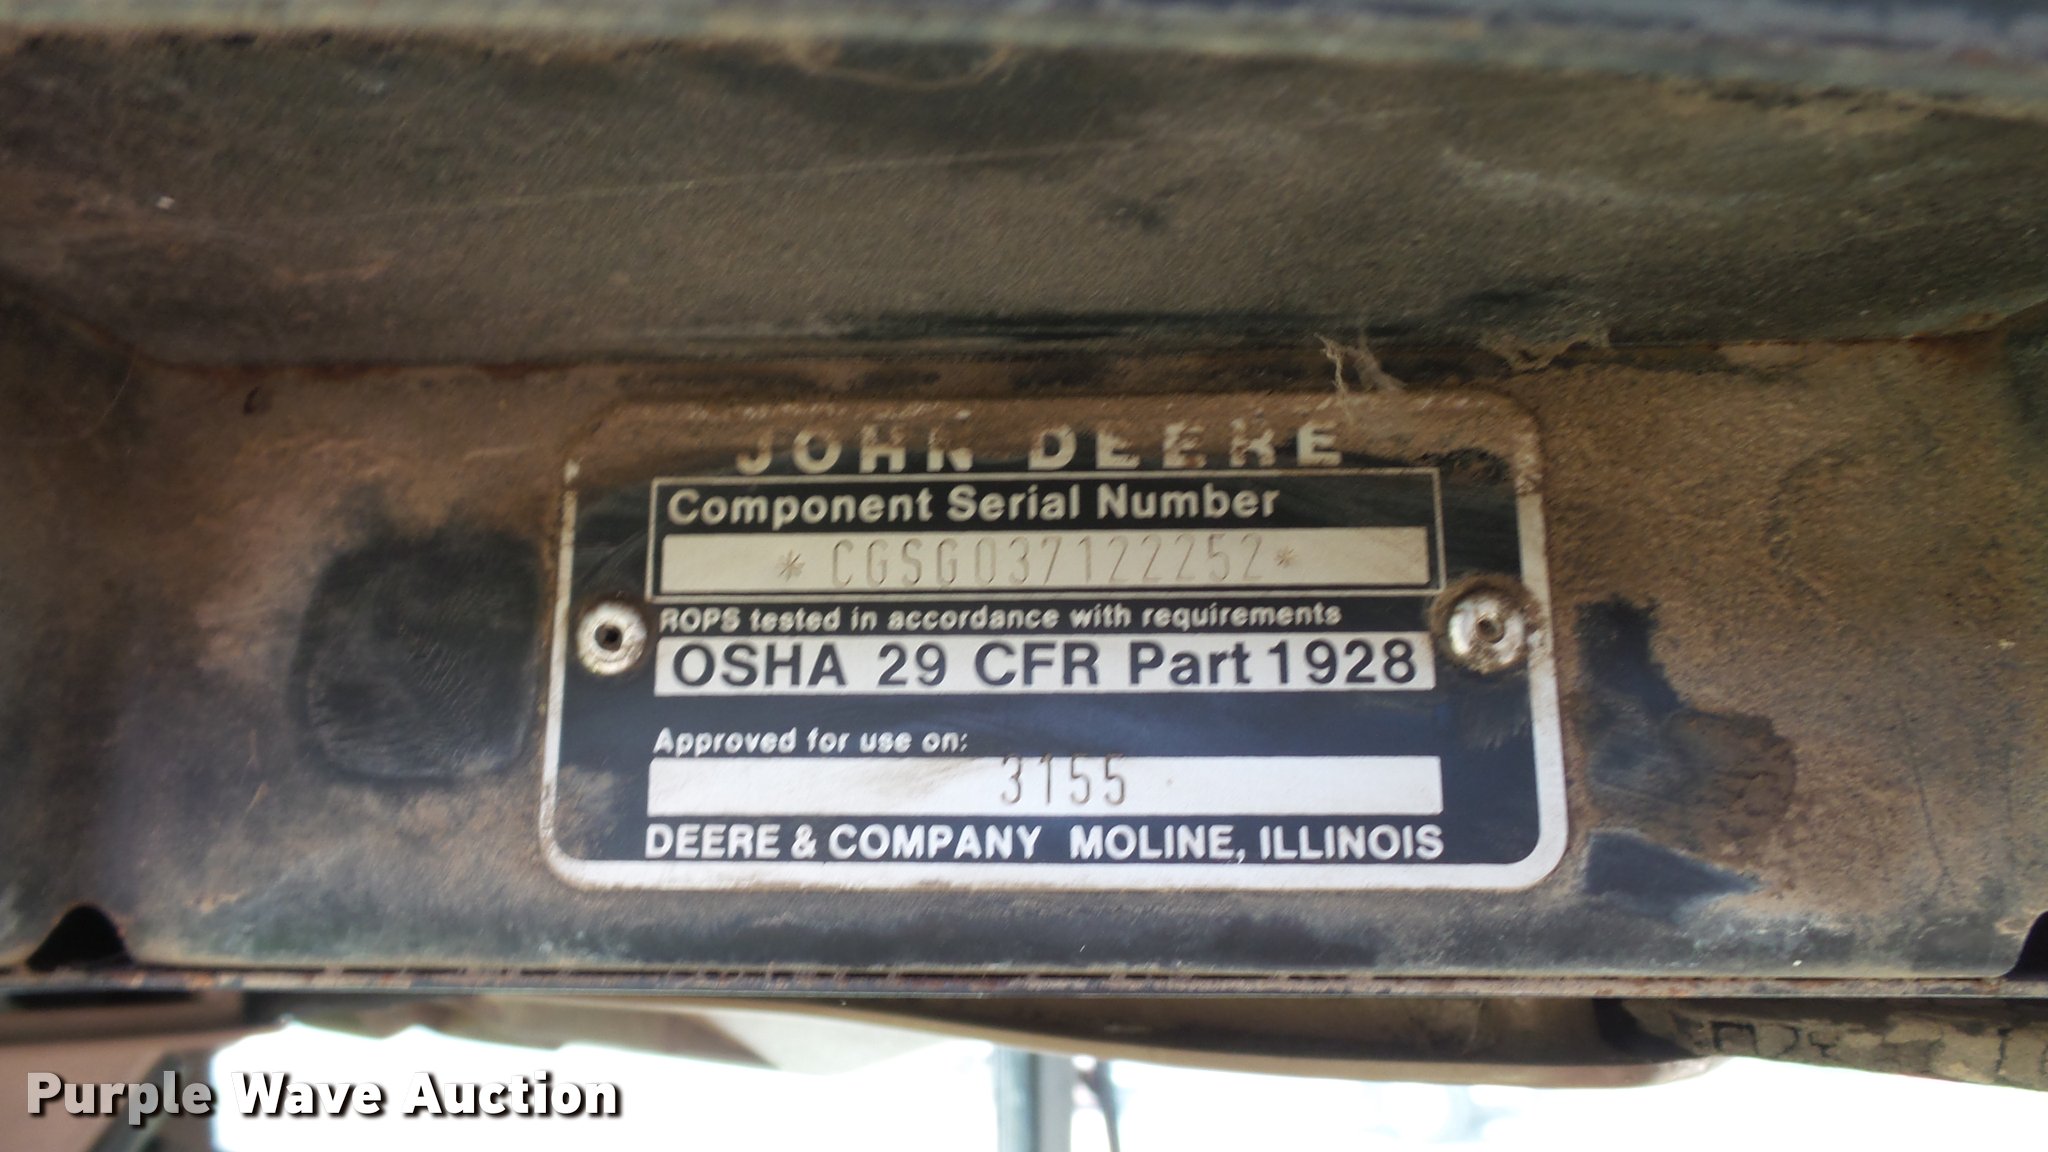 JOHN DEERE
Component Serial Number
*CGSG037122252*
ROPS tested in accordance with requirements
OSHA 29 CFR Part 1928
Approved for use on:
3155
DEERE & COMPANY MOLINE, ILLINOIS
Purple Wave Auction